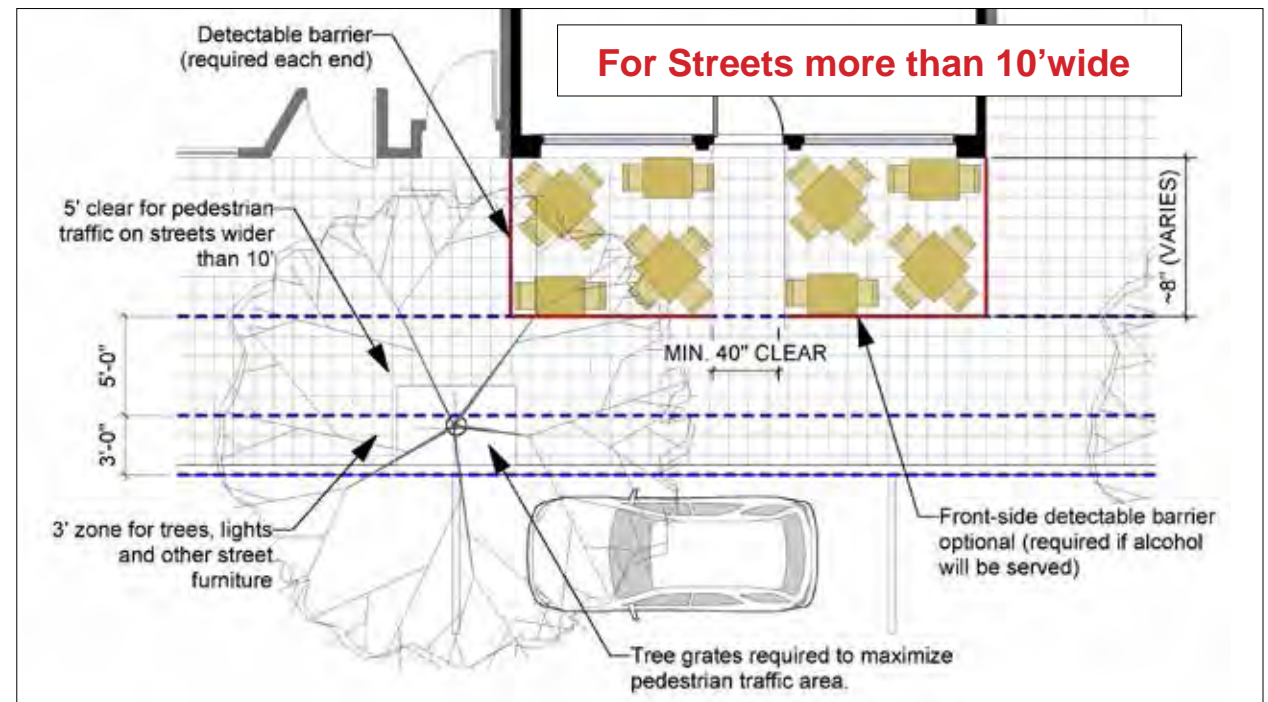 For Streets more than 10'wide
Detectable barrier
(required each end)
5' clear for pedestrian
traffic on streets wider
than 10'
~8" (VARIES)
MIN. 40" CLEAR
5'-0"
3'-0"
3' zone for trees, lights
and other street
furniture
Front-side detectable barrier
optional (required if alcohol
will be served)
Tree grates required to maximize
pedestrian traffic area.